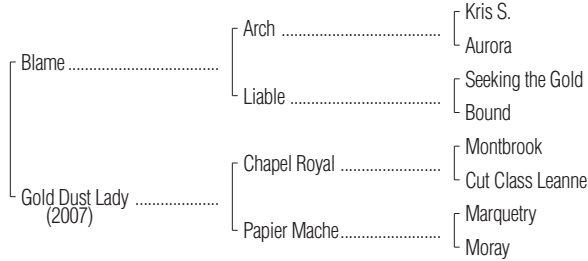 Kris S.
Arch
Aurora
Blame
Seeking the Gold
Liable
Bound
Montbrook
Chapel Royal
Cut Class Leanne
Gold Dust Lady
(2007)
Marquetry
Papier Mache
Moray